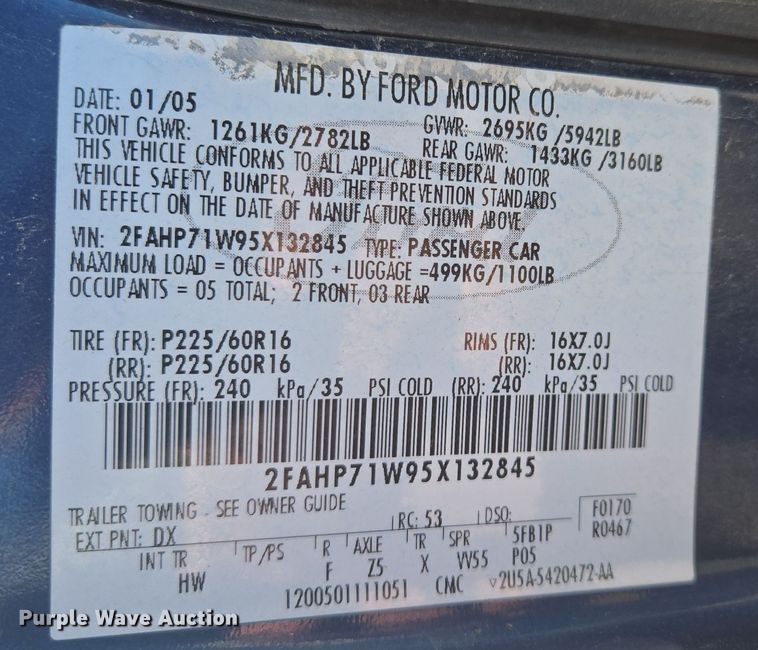 MFD. BY FORD MOTOR CO.
DATE: 01/05
FRONT GAWR: 1261KG/2782LB
GVWR: 2695KG/5942LB
REAR GAWR: 1433KG/3160LB
THIS VEHICLE CONFORMS TO ALL APPLICABLE FEDERAL MOTOR
VEHICLE SAFETY, BUMPER, AND THEFT PREVENTION STANDARDS
IN EFFECT ON THE DATE OF MANUFACTURE SHOWN ABOVE
VIN: 2FAHP71W95X132845 TYPE: PASSENGER CAR
MAXIMUM LOAD = OCCUPANTS + LUGGAGE =499KG/1100LB
OCCUPANTS = 05 TOTAL; 2 FRONT, 03 REAR
TIRE (FR): P225/60R16 RIMS (FR): 16X7.0J
(RR): P225/60R16 (RR): 16X7.0J
PRESSURE (FR): 240 kPa/35 PSI COLD (RR): 240 kPa/35 PSI COLD
2FAHP71W95X132845
TRAILER TOWING - SEE OWNER GUIDE
EXT PNT: DX RC: 53 DSO: F0170
5FB1P R0467
INT TR TP/PS R AXLE TR SPR P05
HW F Z5 X W55
1200501111051 CMC ▽2U5A-5420472-AA
Purple Wave Auction